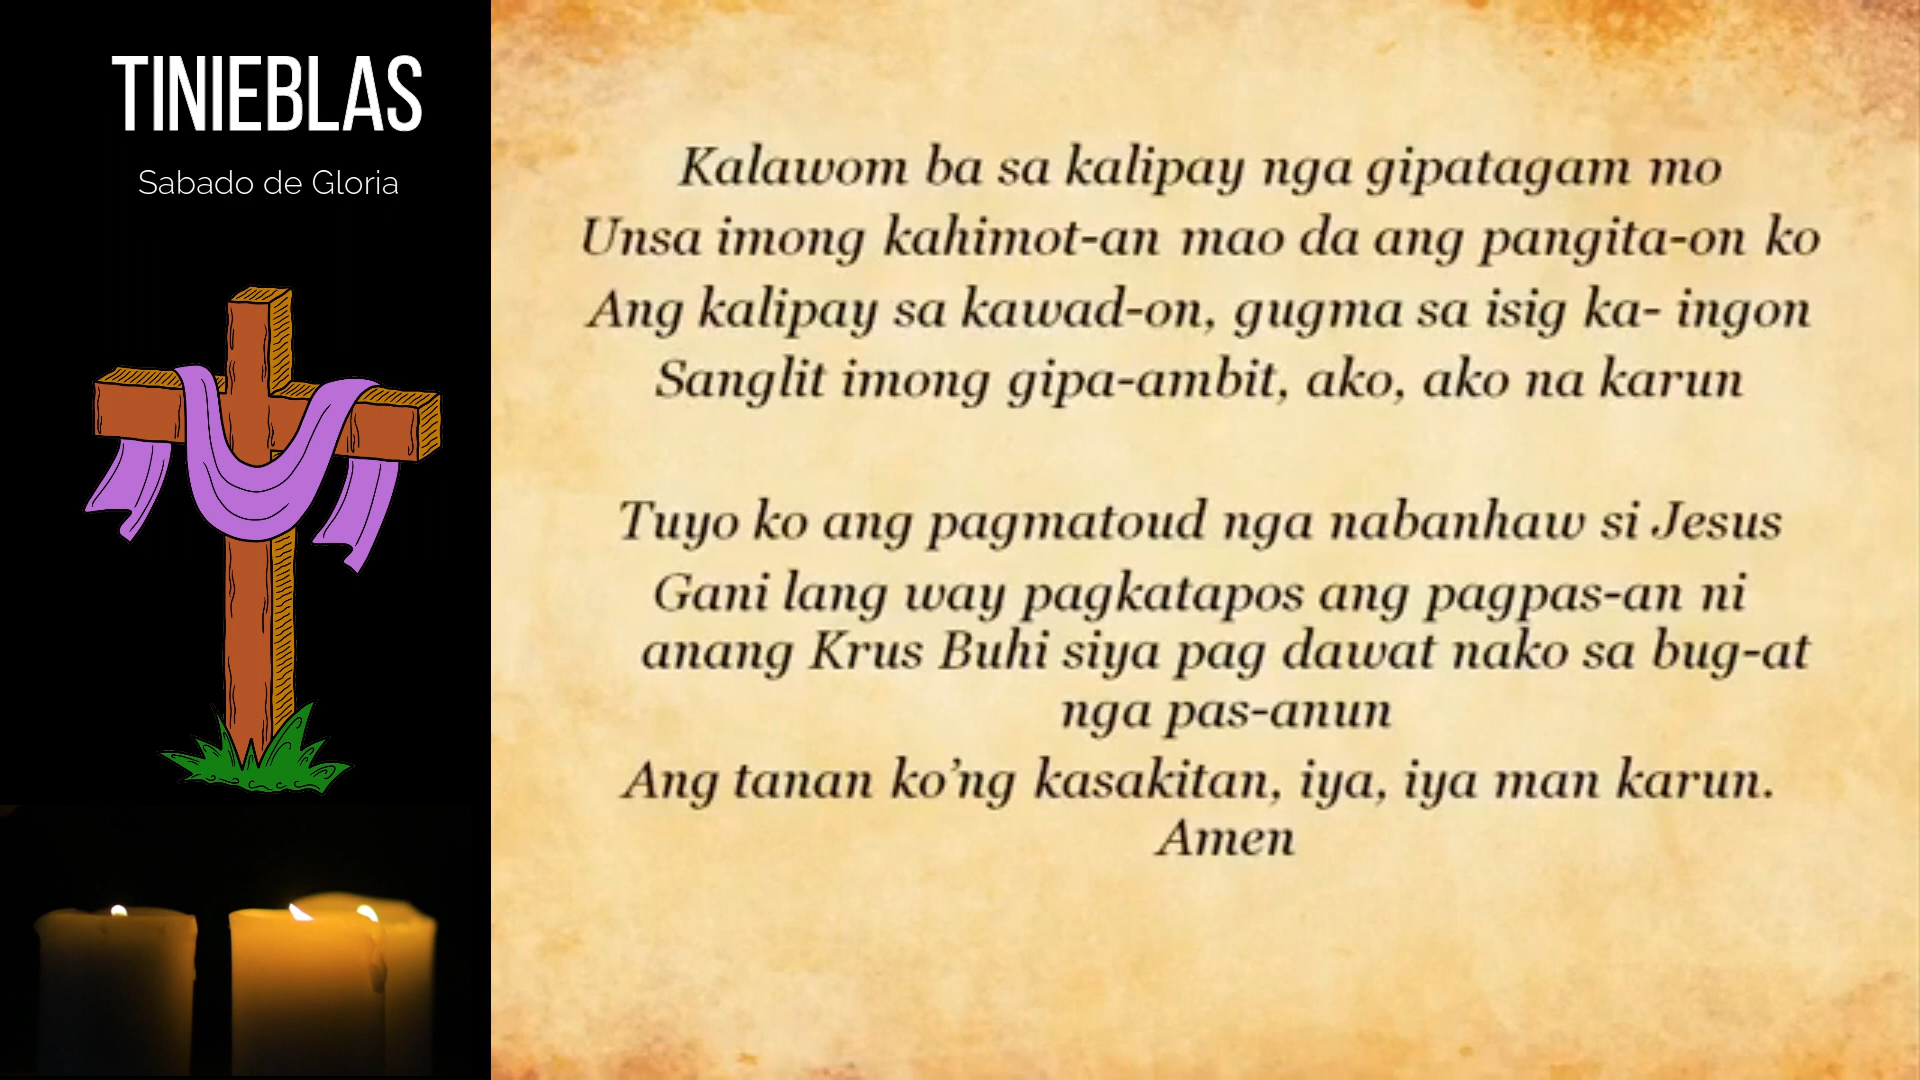 TINIEBLAS
Sabado de Gloria
Kalawom ba sa kalipay nga gipatagam mo
Unsa imong kahimot-an mao da ang pangita-on ko
Ang kalipay sa kawad-on, gugma sa isig ka- ingon
Sanglit imong gipa-ambit, ako, ako na karun
Tuyo ko ang pagmatoud nga nabanhaw si Jesus
Gani lang way pagkatapos ang pagpas-an ni
anang Krus Buhi siya pag dawat nako sa bug-at
nga pas-anun
Ang tanan ko’ng kasakitan, iya, iya man karun.
Amen